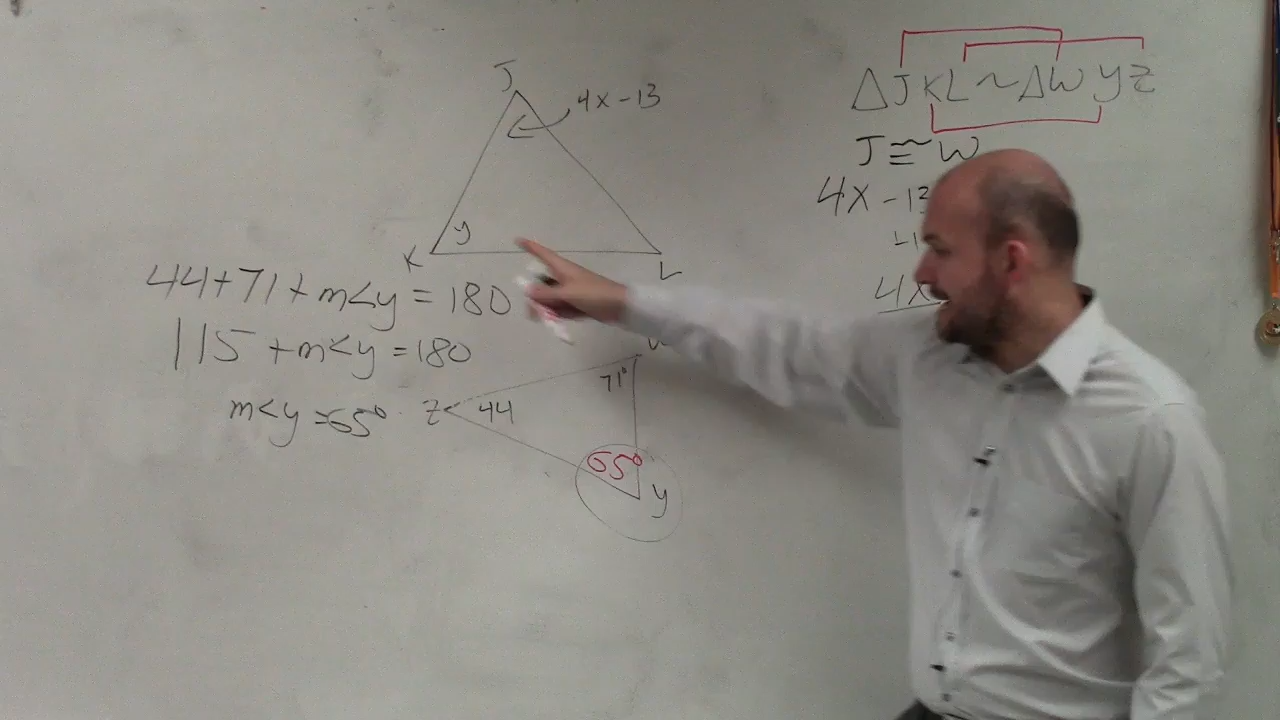 J
4x-13
△JKL ~ △WYZ
J ≅ W
4x - 13
K
y
L
4x
44+71+m<y = 180
115 + m<y = 180
m<y = 65°
Z
44
71°
65°
y